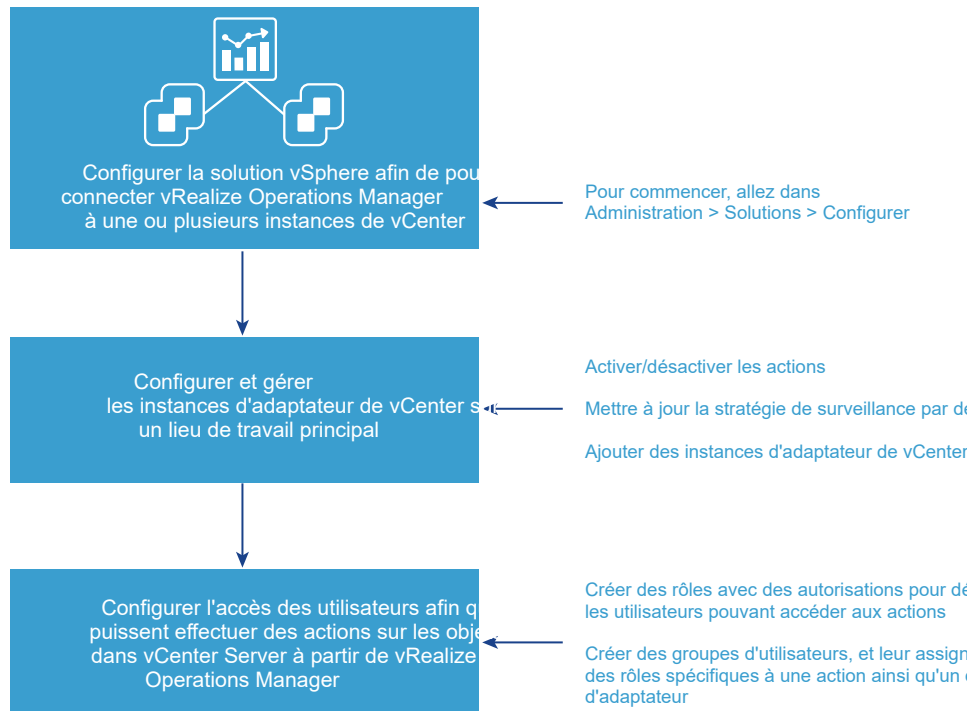 Configurer la solution vSphere afin de pou
connecter vRealize Operations Manager
à une ou plusieurs instances de vCenter
Pour commencer, allez dans
Administration > Solutions > Configurer
Configurer et gérer
les instances d'adaptateur de vCenter s
un lieu de travail principal
Activer/désactiver les actions
Mettre à jour la stratégie de surveillance par dé
Ajouter des instances d'adaptateur de vCenter
Configurer l'accès des utilisateurs afin qu
puissent effectuer des actions sur les obje
dans vCenter Server à partir de vRealize
Operations Manager
Créer des rôles avec des autorisations pour dé
les utilisateurs pouvant accéder aux actions
Créer des groupes d'utilisateurs, et leur assign
des rôles spécifiques à une action ainsi qu'un
d'adaptateur